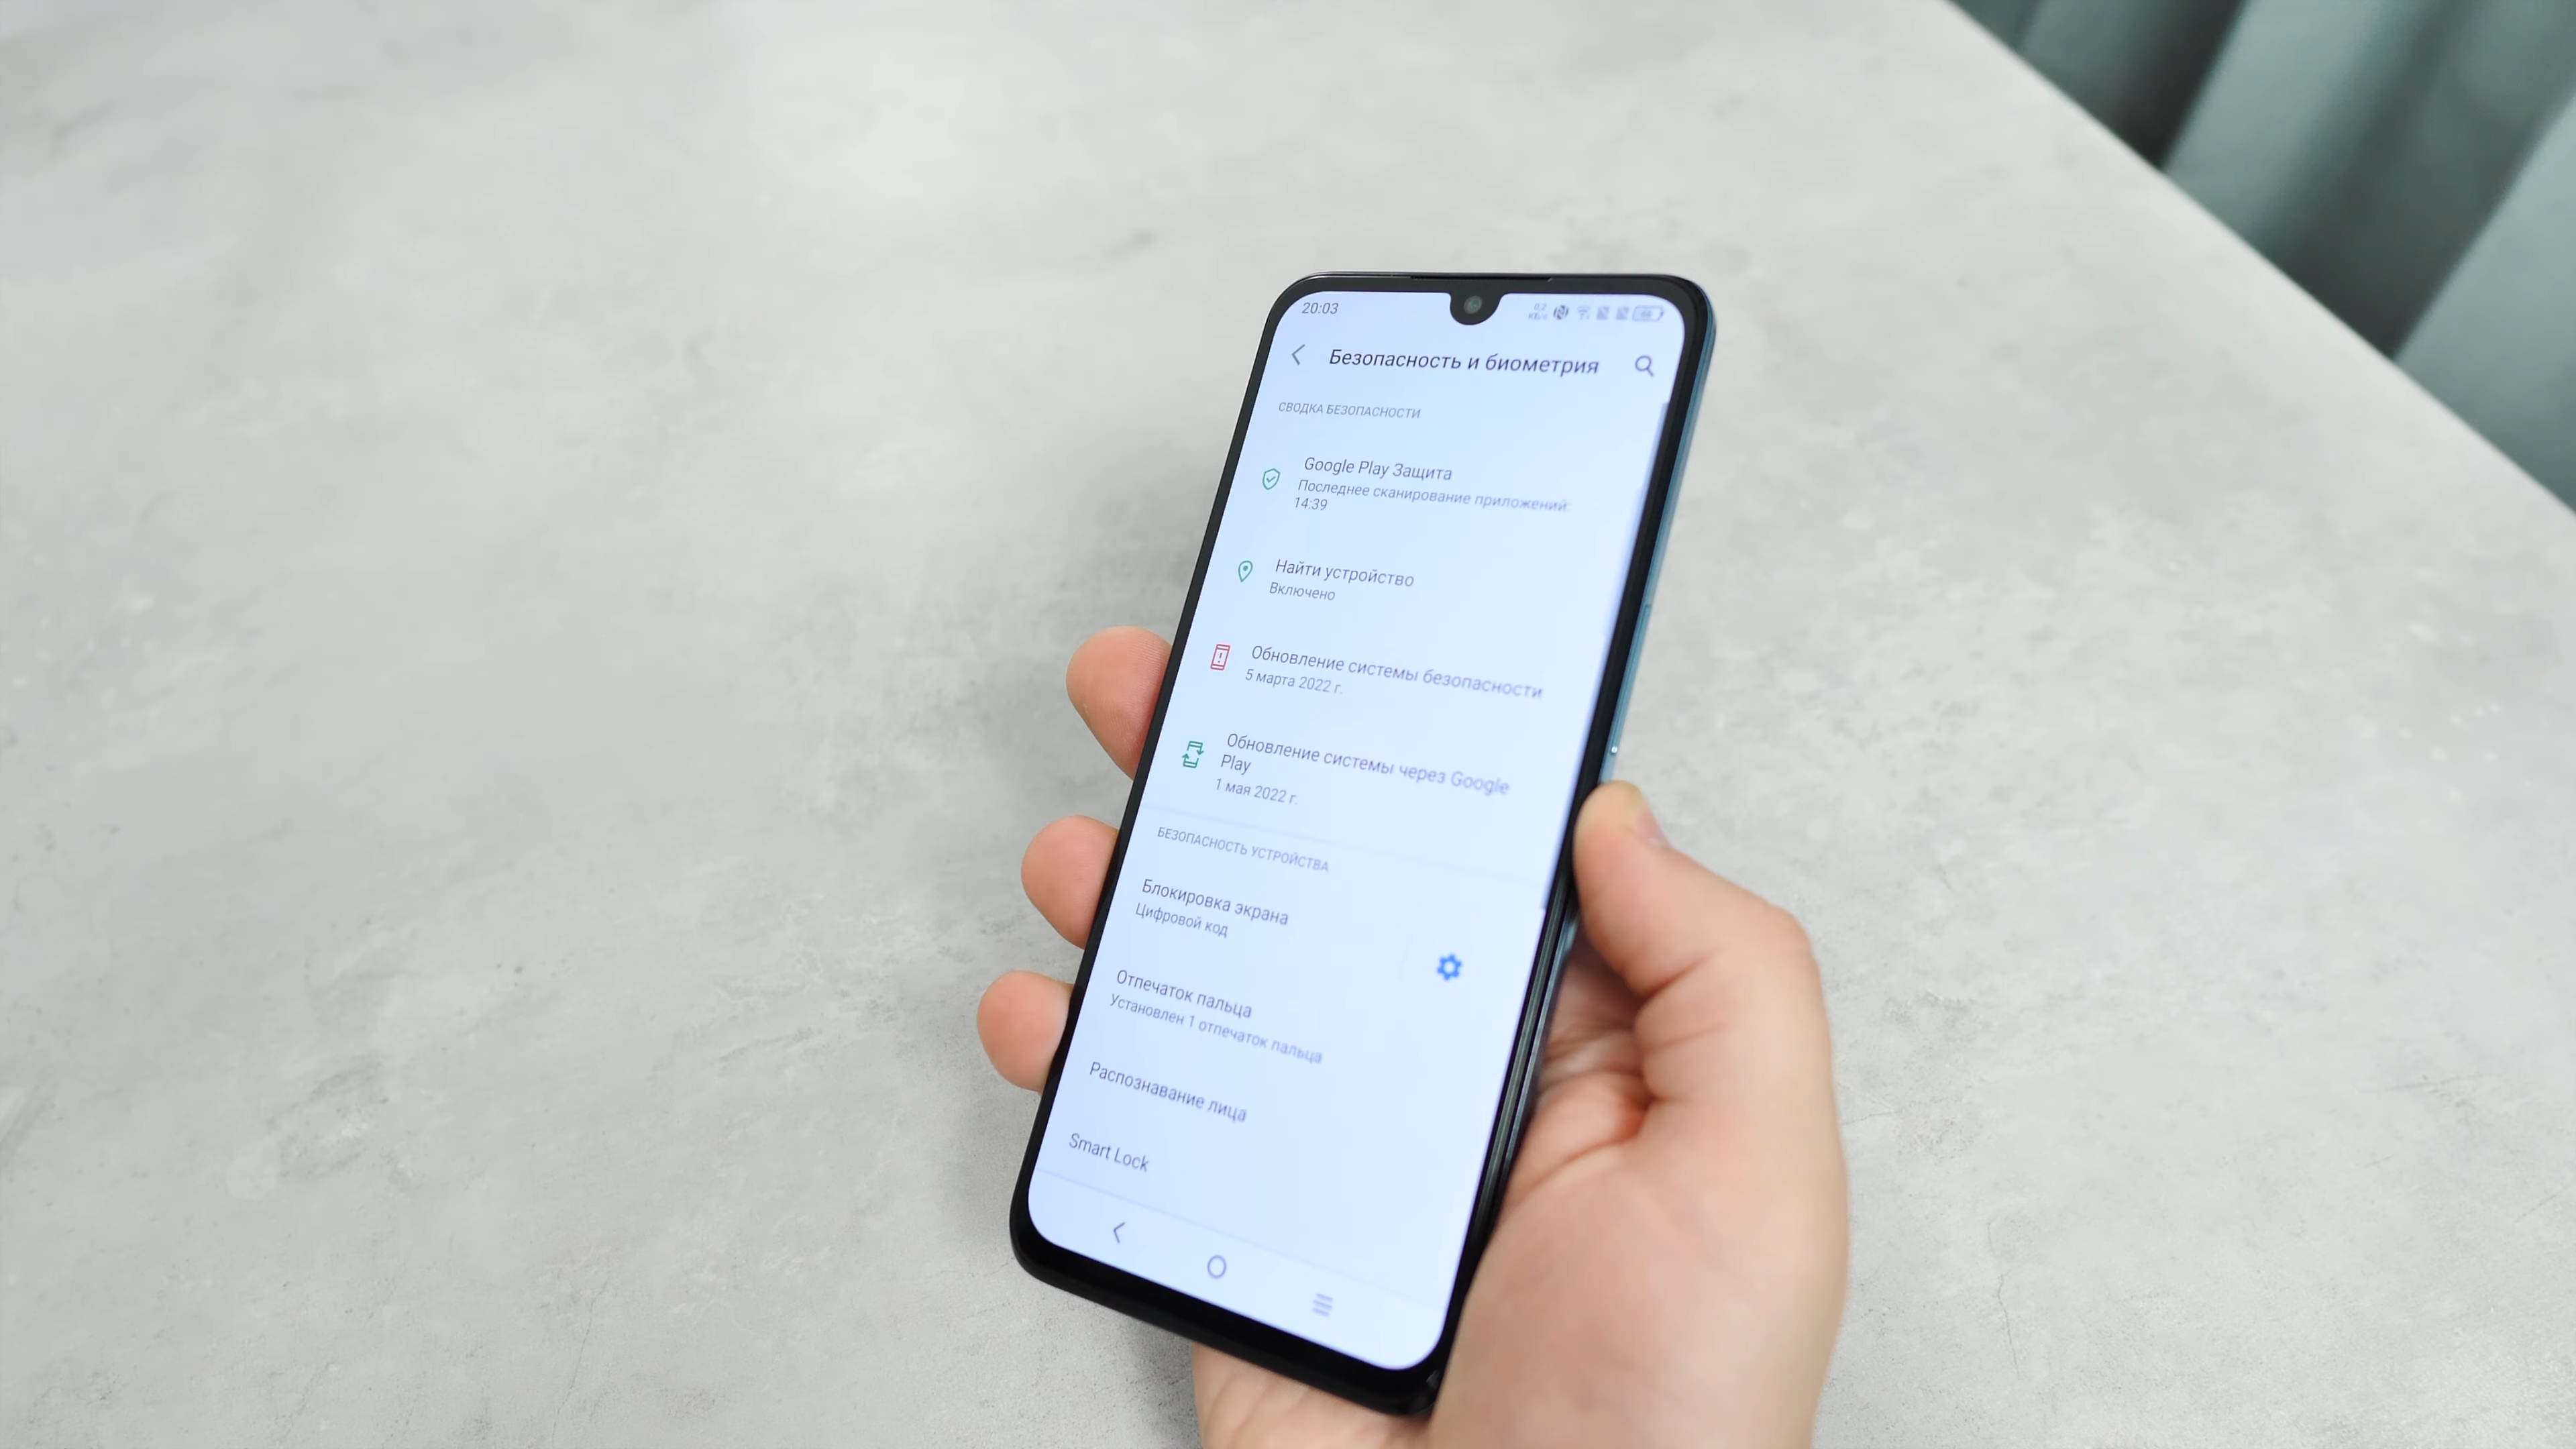 20:03
Безопасность и биометрия
СВОДКА БЕЗОПАСНОСТИ
Google Play Защита
Последнее сканирование приложений:
14:39
Найти устройство
Включено
Обновление системы безопасности
5 марта 2022 г.
Обновление системы через Google
Play
1 мая 2022 г.
БЕЗОПАСНОСТЬ УСТРОЙСТВА
Блокировка экрана
Цифровой код
Отпечаток пальца
Установлен 1 отпечаток пальца
Распознавание лица
Smart Lock